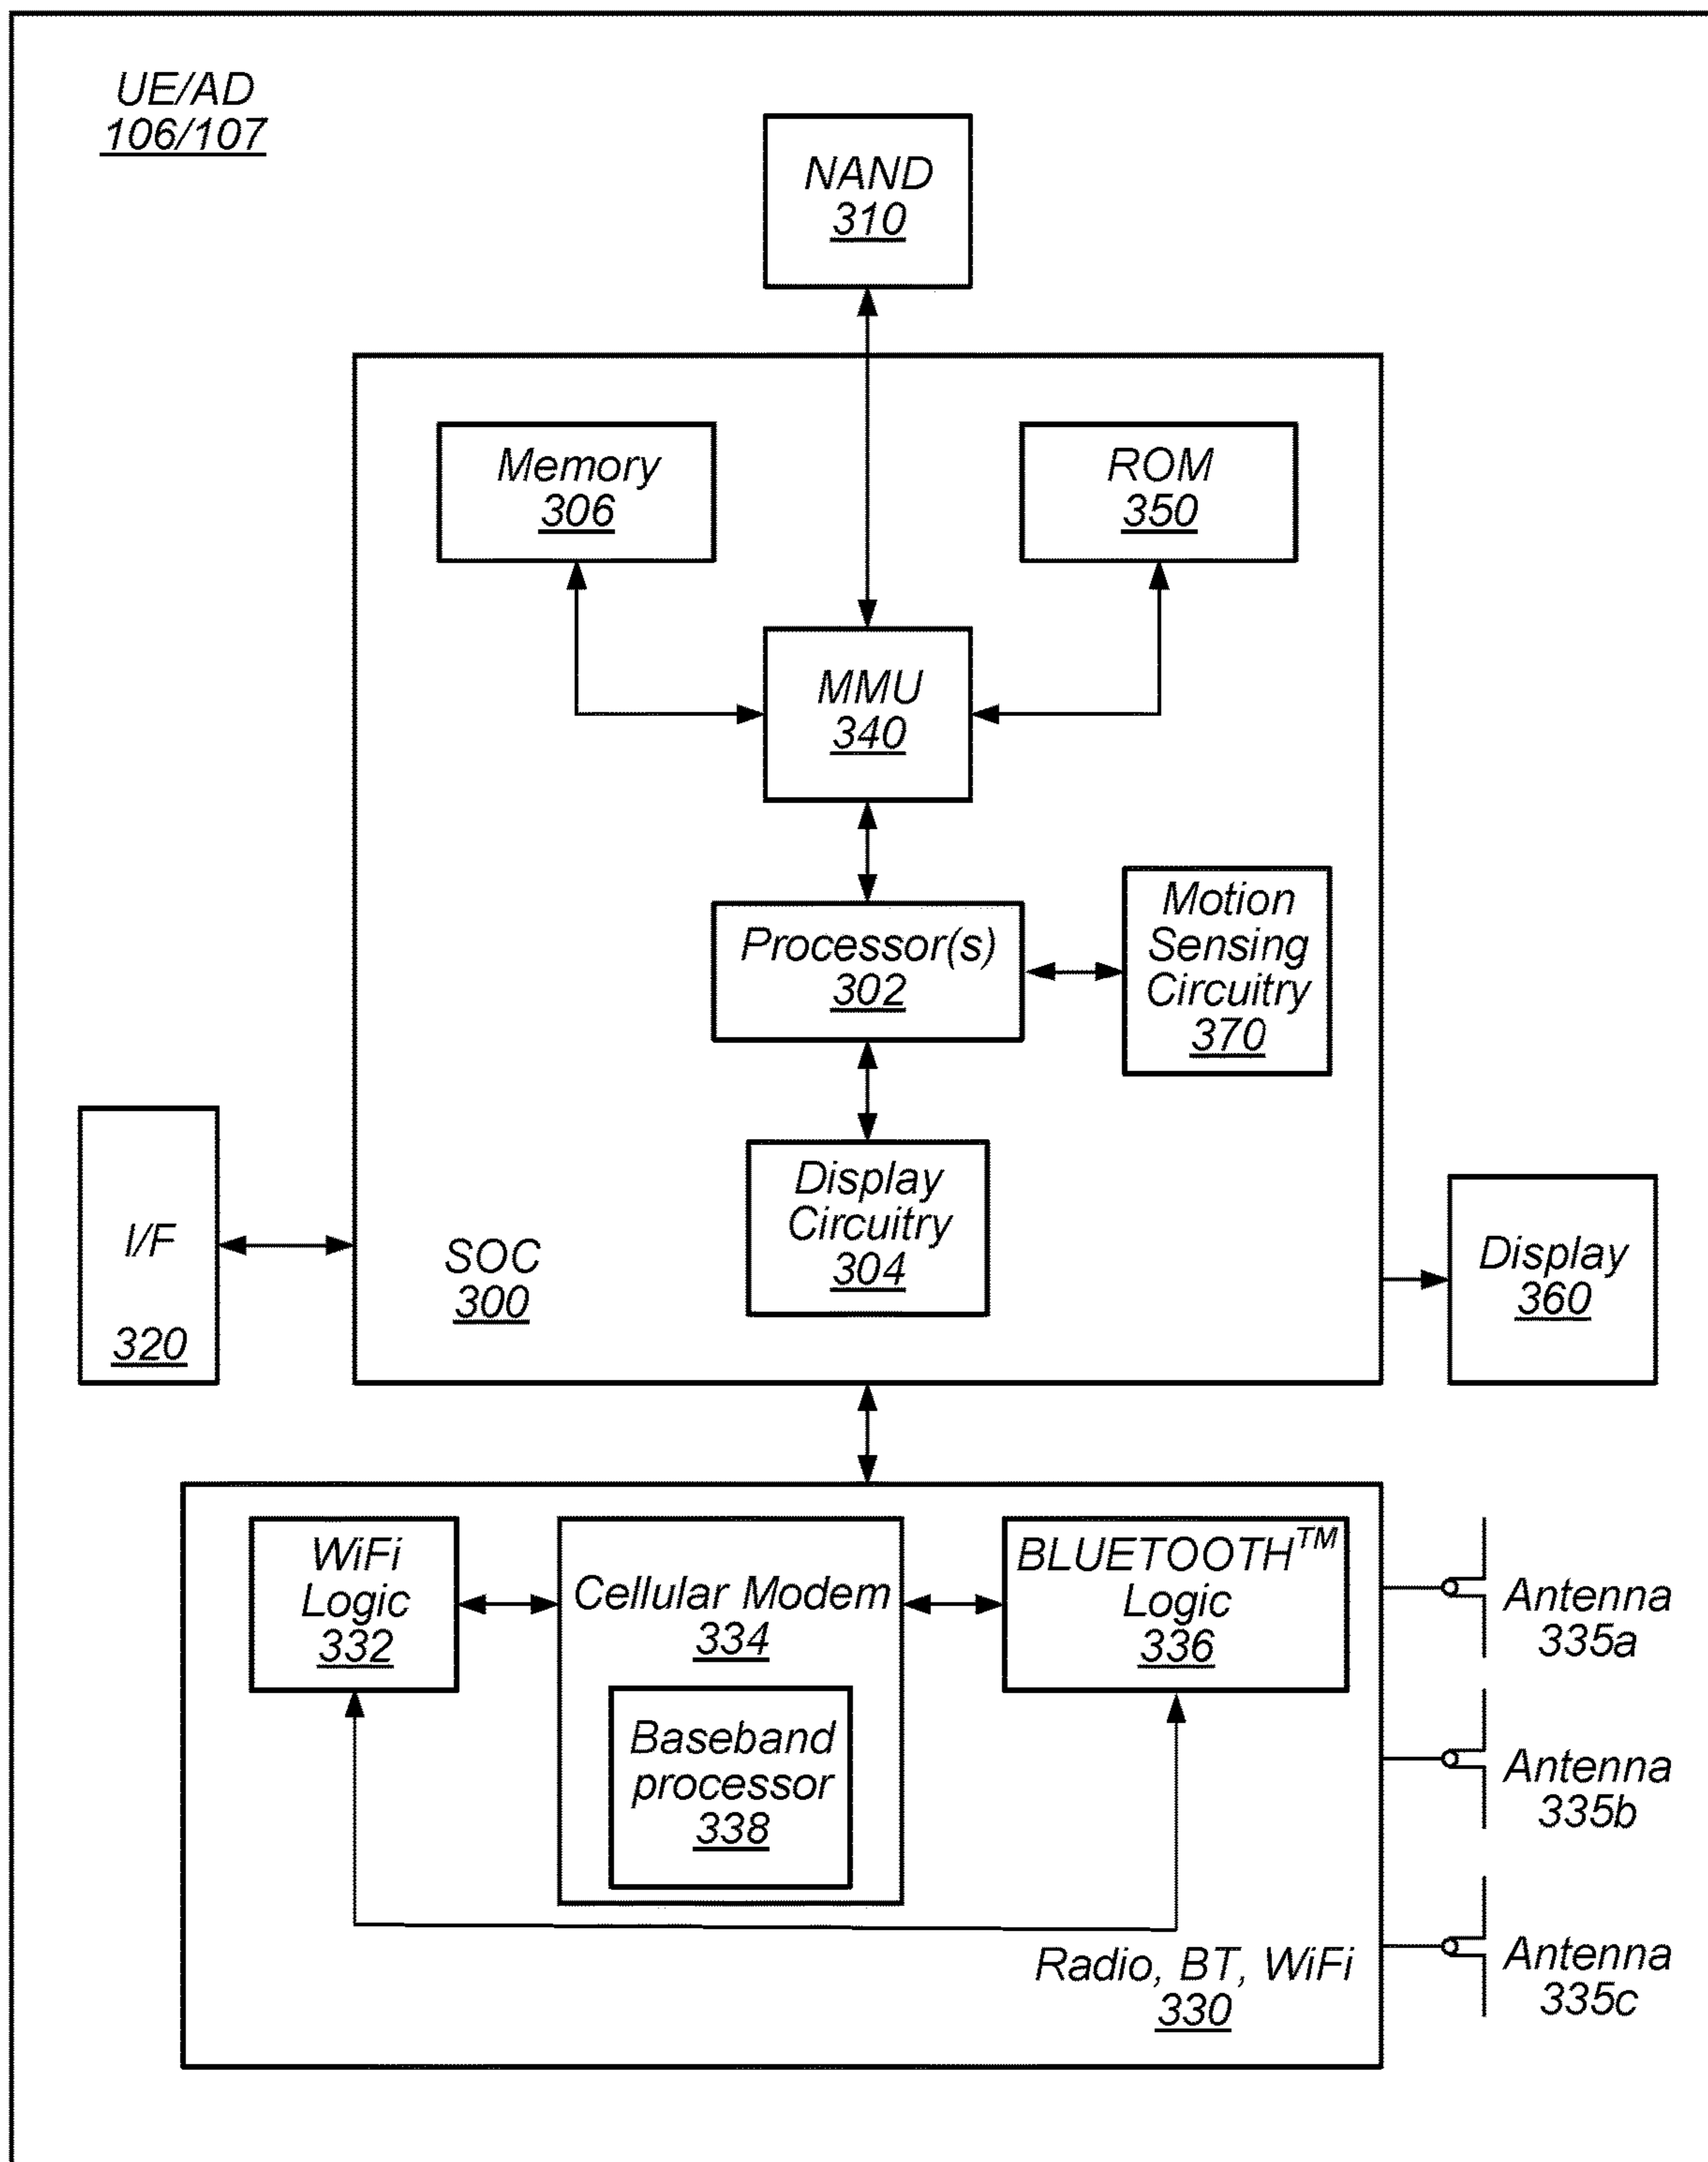 UE/AD
106/107
NAND
310
Memory
306
ROM
350
MMU
340
Processor(s)
302
Motion
Sensing
Circuitry
370
Display
Circuitry
304
I/F
320
SOC
300
Display
360
WiFi
Logic
332
Cellular Modem
334
BLUETOOTH™
Logic
336
Baseband
processor
338
Radio, BT, WiFi
330
Antenna
335a
Antenna
335b
Antenna
335c